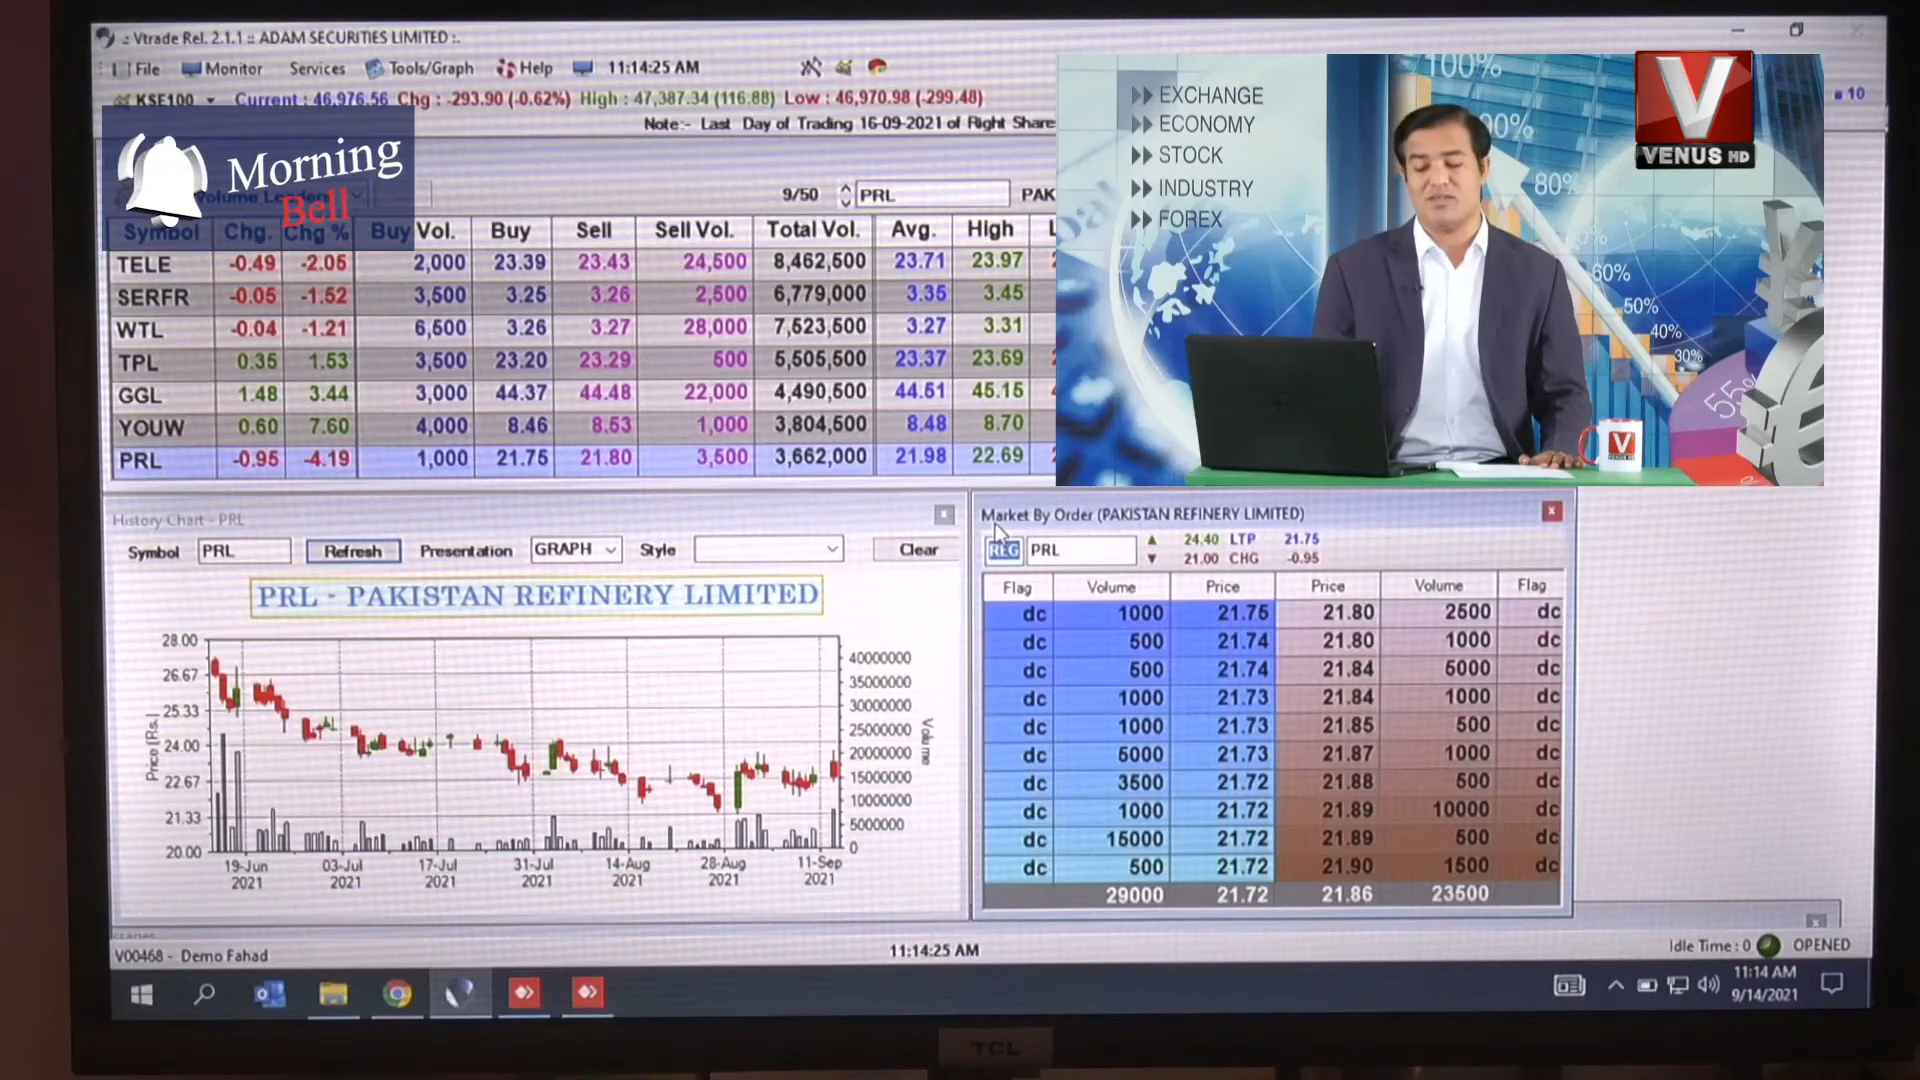 .: Vtrade Rel. 2.1.1 :: ADAM SECURITIES LIMITED :.
File Monitor Services Tools/Graph Help 11:14:25 AM
KSE100 Current : 46,976.56 Chg : -293.90 (-0.62%) High : 47,387.34 (116.88) Low : 46,970.98 (-299.48)
10
Note:- Last Day of Trading 16-09-2021 of Right Share
Morning
Bell
9/50 PRL PAK
Symbol Chg. Chg % Buy Vol. Buy Sell Sell Vol. Total Vol. Avg. High
TELE -0.49 -2.05 2,000 23.39 23.43 24,500 8,462,500 23.71 23.97
SERFR -0.05 -1.52 3,500 3.25 3.26 2,500 6,779,000 3.35 3.45
WTL -0.04 -1.21 6,500 3.26 3.27 28,000 7,523,500 3.27 3.31
TPL 0.35 1.53 3,500 23.20 23.29 500 5,505,500 23.37 23.69
GGL 1.48 3.44 3,000 44.37 44.48 22,000 4,490,500 44.51 45.15
YOUW 0.60 7.60 4,000 8.46 8.53 1,000 3,804,500 8.48 8.70
PRL -0.95 -4.19 1,000 21.75 21.80 3,500 3,662,000 21.98 22.69
EXCHANGE
ECONOMY
STOCK
INDUSTRY
FOREX
100%
90%
80%
60%
50%
40%
30%
55%
V
VENUS HD
V
History Chart - PRL
Symbol PRL Refresh Presentation GRAPH Style Clear
PRL - PAKISTAN REFINERY LIMITED
Price [Rs.]
28.00
26.67
25.33
24.00
22.67
21.33
20.00
40000000
35000000
30000000
25000000
20000000
15000000
10000000
5000000
0
Volume
19-Jun 03-Jul 17-Jul 31-Jul 14-Aug 28-Aug 11-Sep
2021 2021 2021 2021 2021 2021 2021
Market By Order (PAKISTAN REFINERY LIMITED)
REG PRL
24.40 LTP 21.75
21.00 CHG -0.95
Flag Volume Price Price Volume Flag
dc 1000 21.75 21.80 2500 dc
dc 500 21.74 21.80 1000 dc
dc 500 21.74 21.84 5000 dc
dc 1000 21.73 21.84 1000 dc
dc 1000 21.73 21.85 500 dc
dc 5000 21.73 21.87 1000 dc
dc 3500 21.72 21.88 500 dc
dc 1000 21.72 21.89 10000 dc
dc 15000 21.72 21.89 500 dc
dc 500 21.72 21.90 1500 dc
29000 21.72 21.86 23500
V00468 - Demo Fahad 11:14:25 AM Idle Time : 0 OPENED
11:14 AM
9/14/2021
TCL